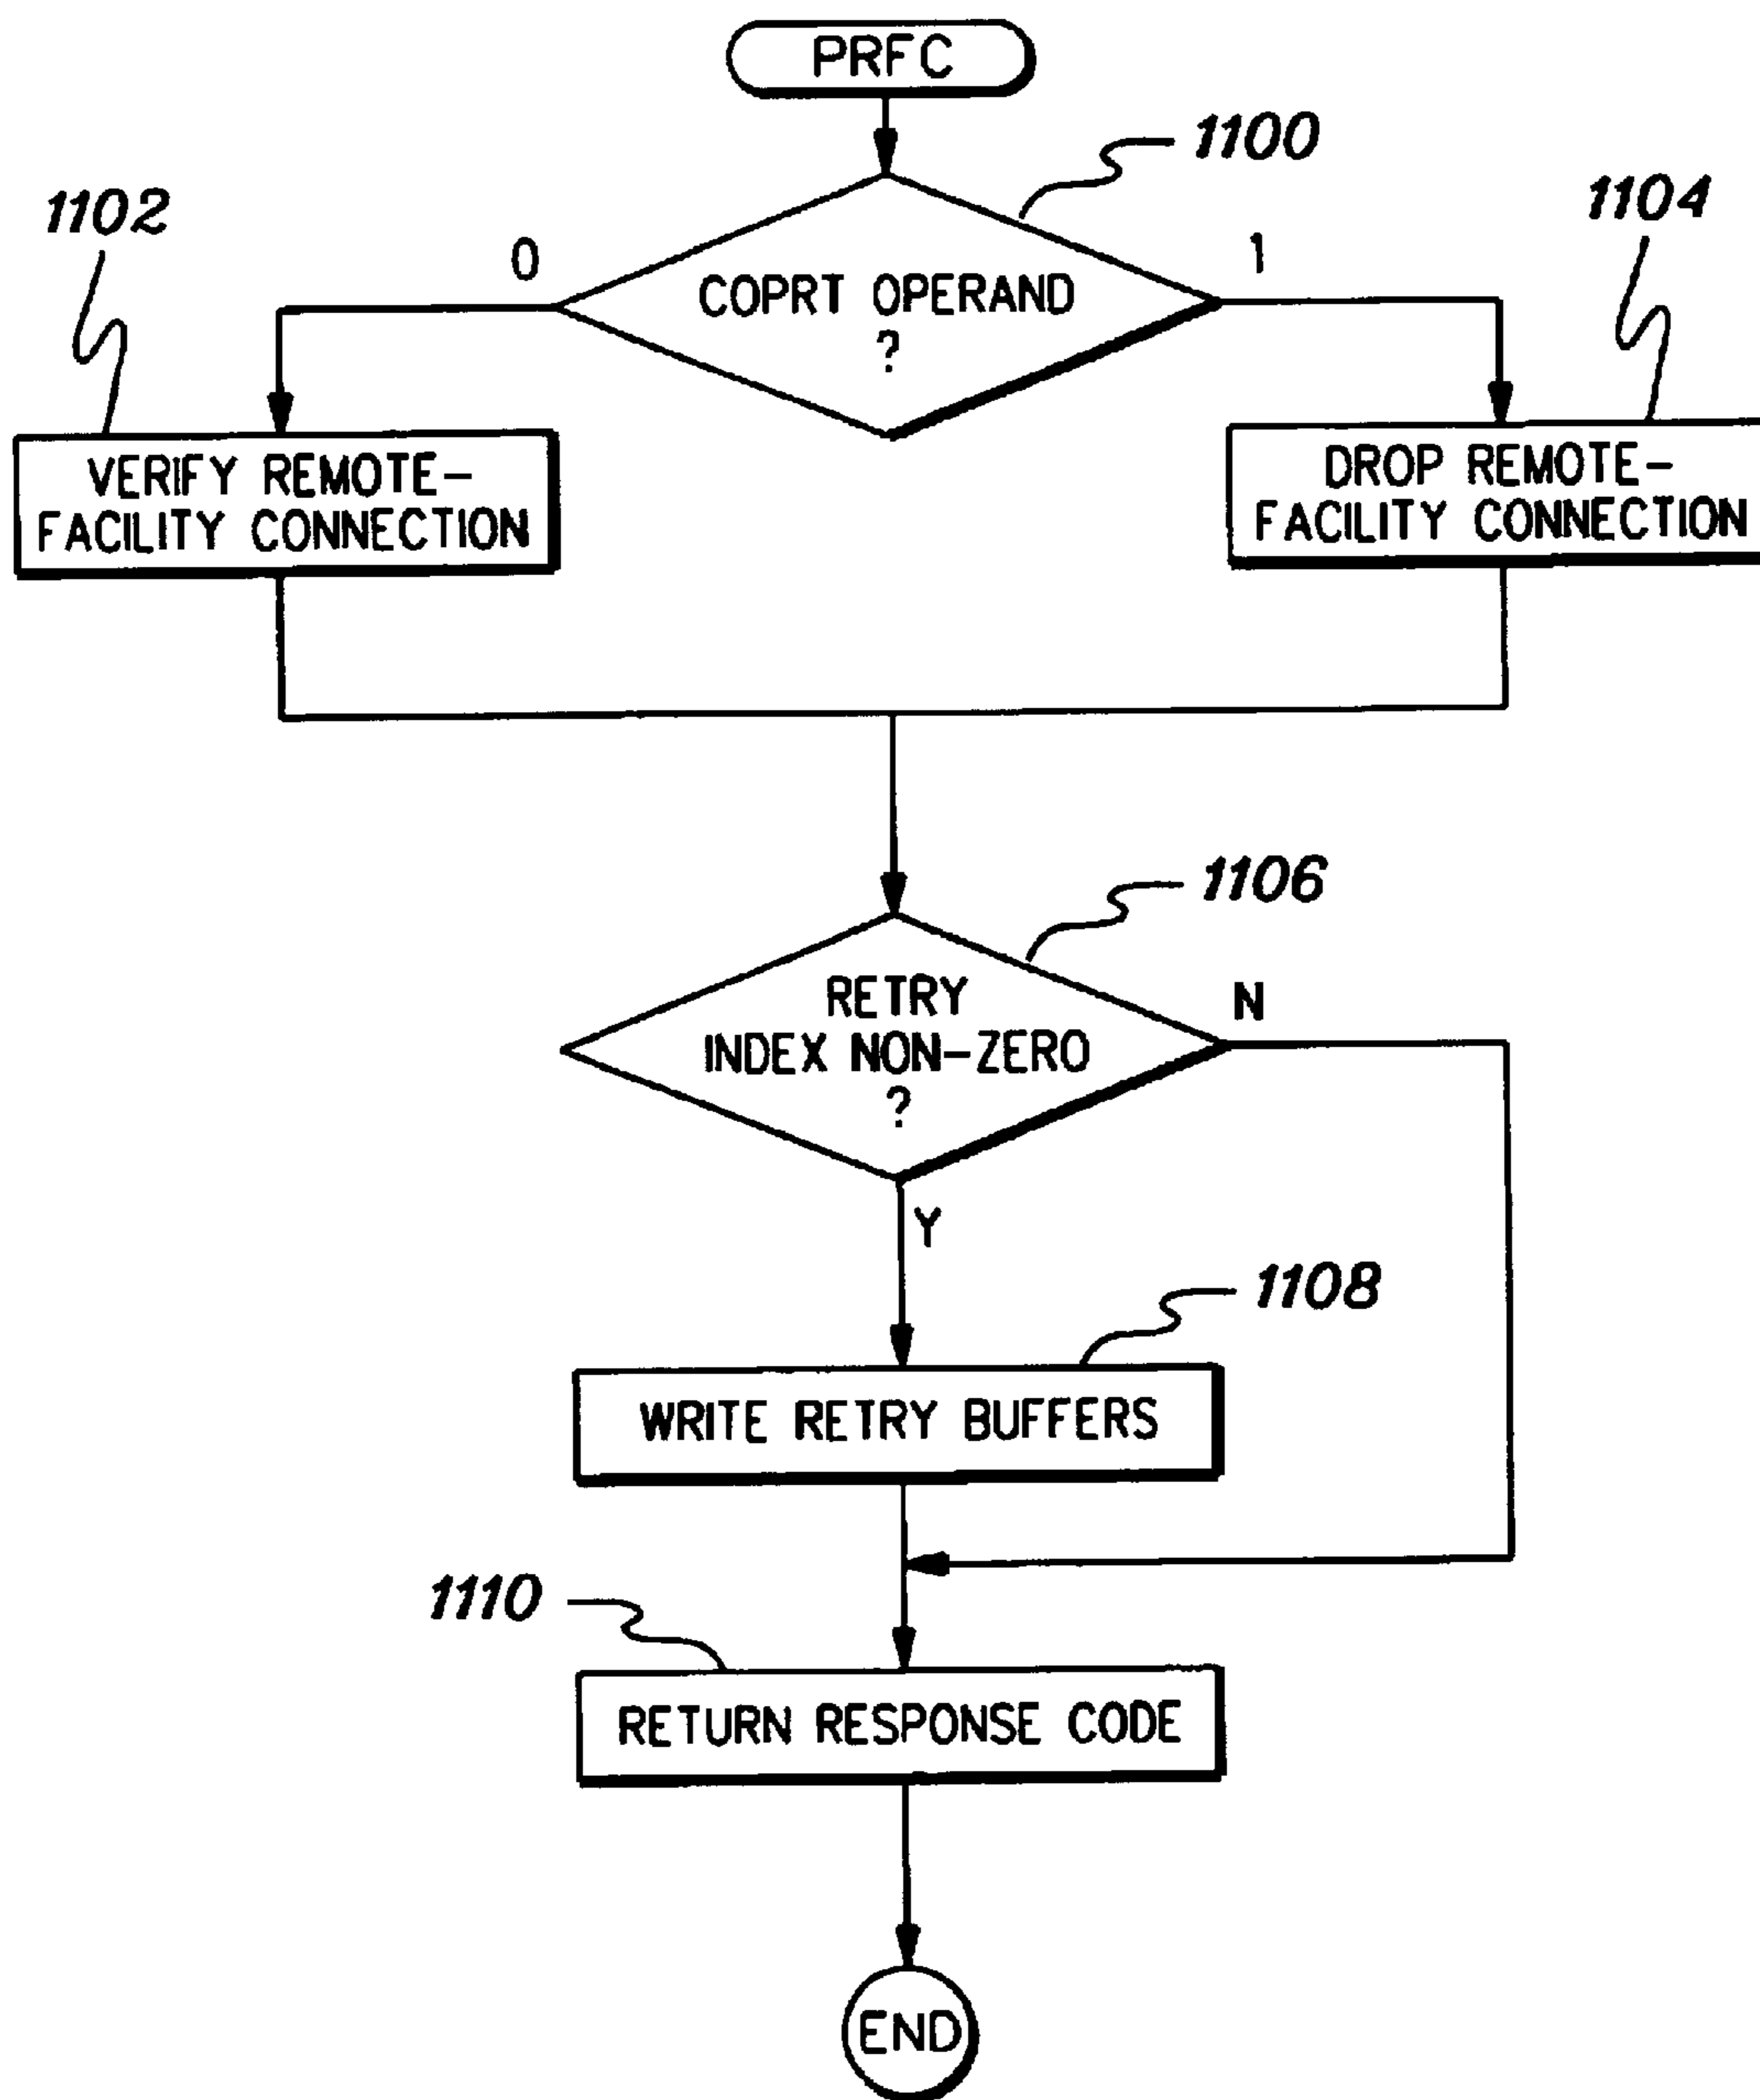 PRFC
1100
1102
1104
0
1
COPRT OPERAND
?
VERIFY REMOTE-
FACILITY CONNECTION
DROP REMOTE-
FACILITY CONNECTION
1106
RETRY
INDEX NON-ZERO
?
N
Y
1108
WRITE RETRY BUFFERS
1110
RETURN RESPONSE CODE
END